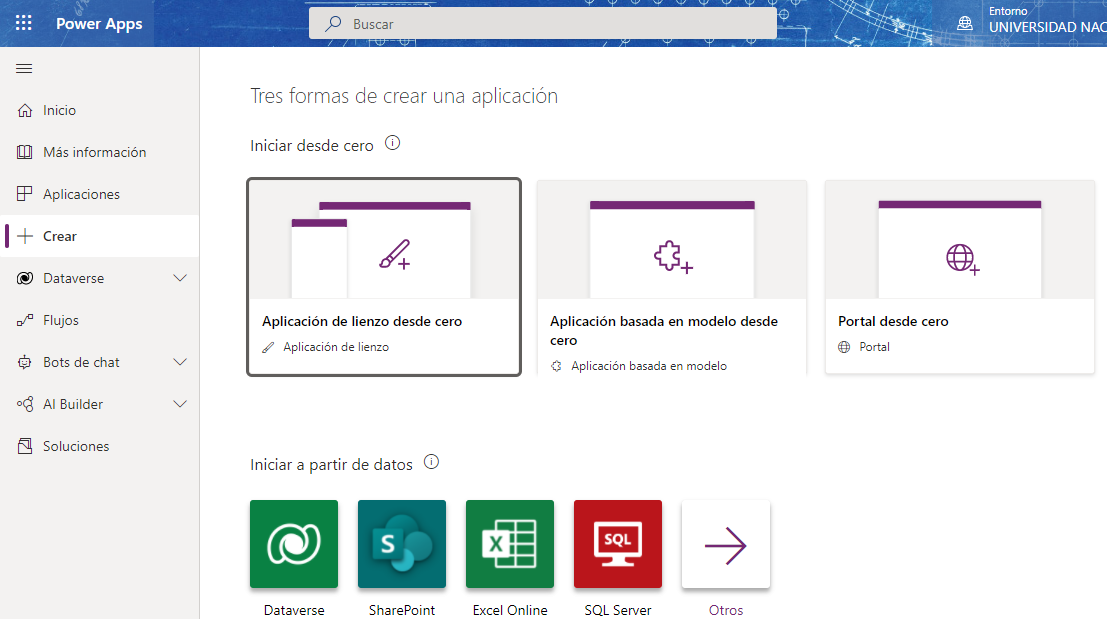 Power Apps
Buscar
Entorno
UNIVERSIDAD NAC
Inicio
Más información
Aplicaciones
Crear
Dataverse
Flujos
Bots de chat
AI Builder
Soluciones
Tres formas de crear una aplicación
Iniciar desde cero
Aplicación de lienzo desde cero
Aplicación de lienzo
Aplicación basada en modelo desde
cero
Aplicación basada en modelo
Portal desde cero
Portal
Iniciar a partir de datos
S
X
SQL
Dataverse
SharePoint
Excel Online
SQL Server
Otros